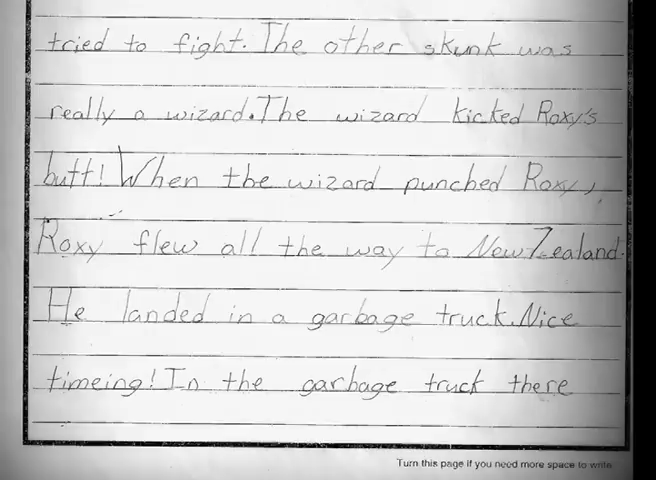 tried to fight. The other skunk was
really a wizard. The wizard kicked Roxy's
butt! When the wizard punched Roxy,
Roxy flew all the way to New Zealand.
He landed in a garbage truck. Nice
timeing! In the garbage truck there
Turn this page if you need more space to write.